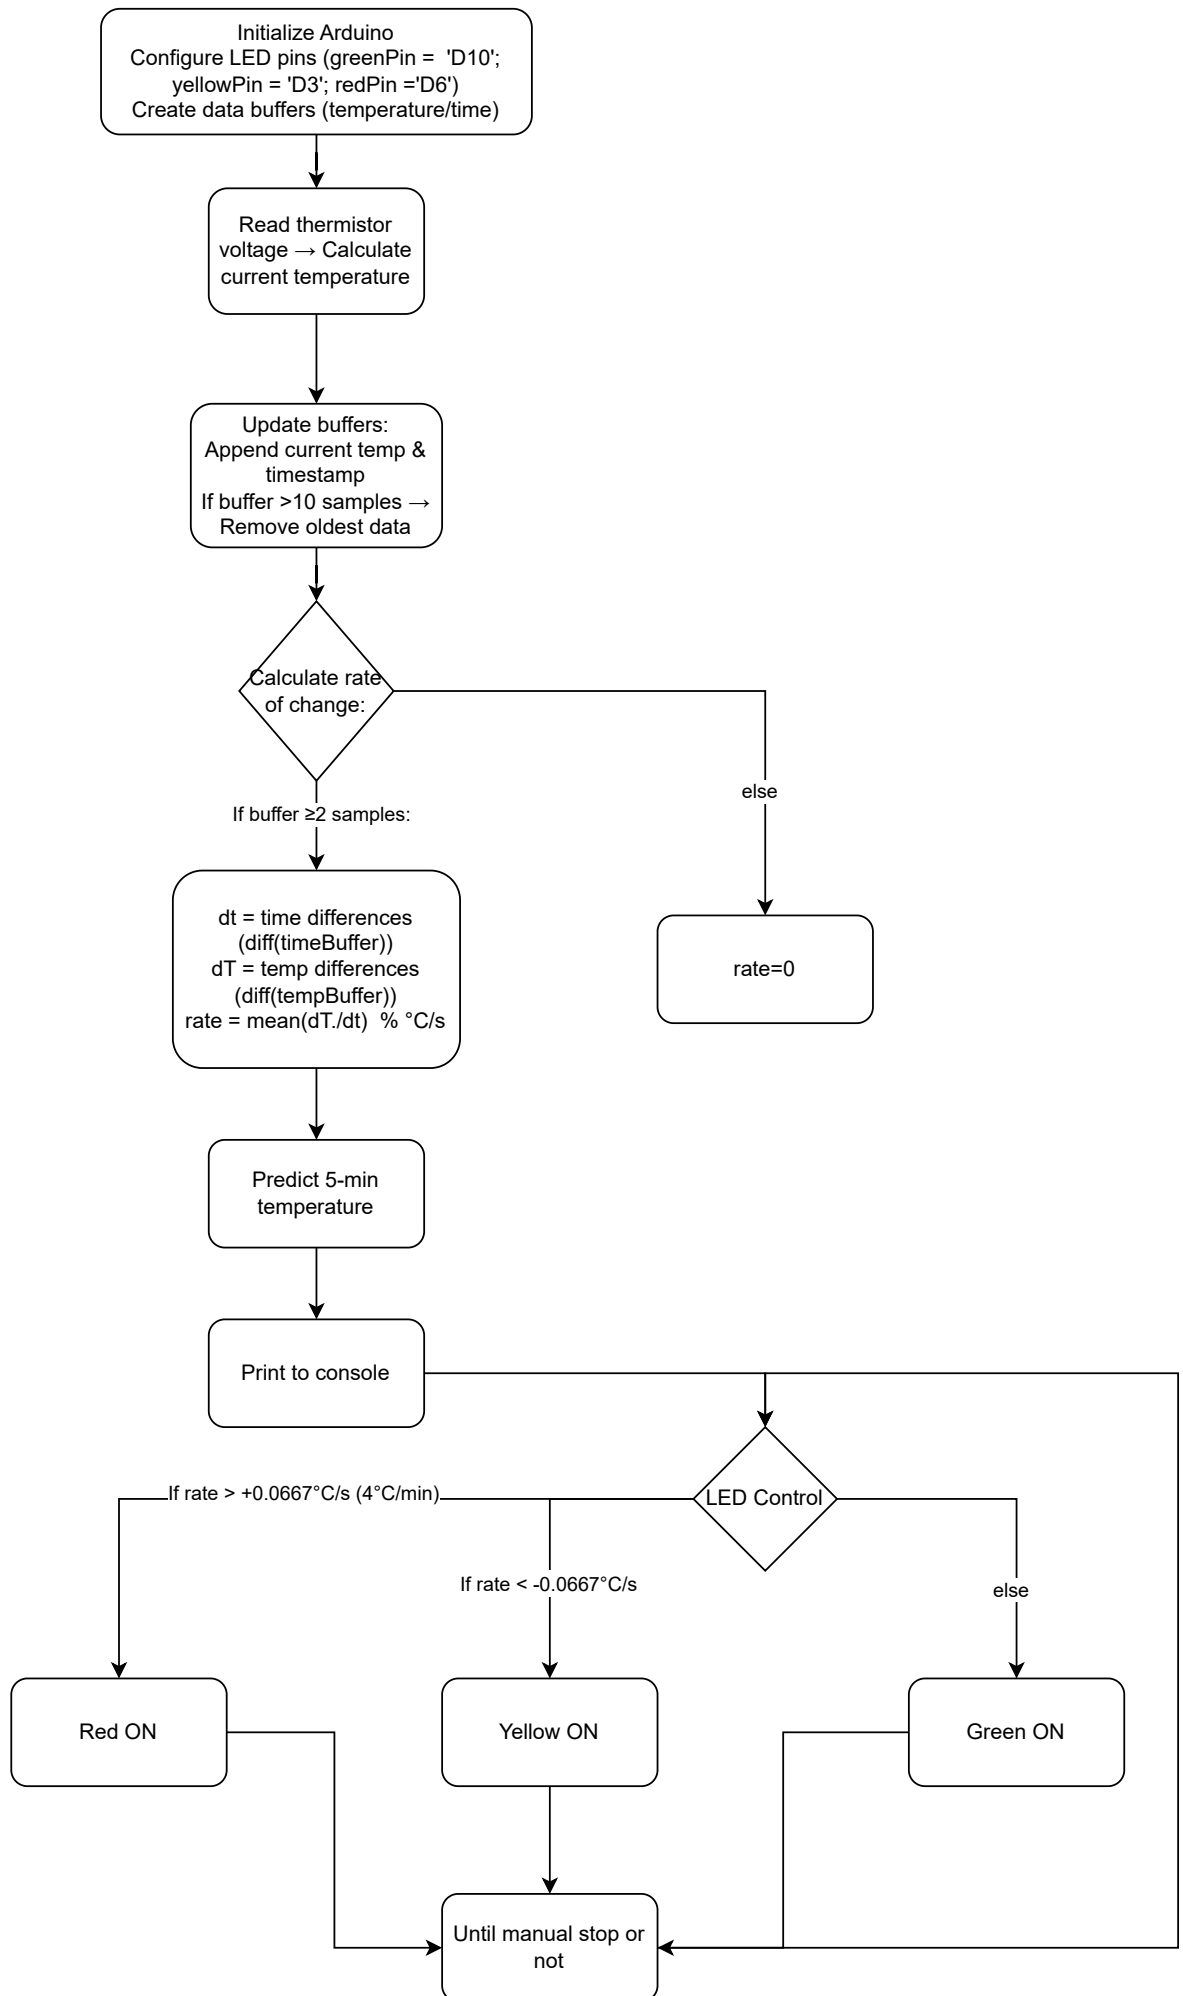 Initialize Arduino
Configure LED pins (greenPin =  'D10';
yellowPin = 'D3'; redPin ='D6')
Create data buffers (temperature/time)
Read thermistor
voltage → Calculate
current temperature
Update buffers:
Append current temp &
timestamp
If buffer >10 samples →
Remove oldest data
Calculate rate
of change:
else
If buffer ≥2 samples:
dt = time differences
(diff(timeBuffer))
dT = temp differences
(diff(tempBuffer))
rate = mean(dT./dt)  % °C/s
rate=0
Predict 5-min
temperature
Print to console
LED Control
If rate > +0.0667°C/s (4°C/min)
If rate < -0.0667°C/s
else
Red ON
Yellow ON
Green ON
Until manual stop or
not